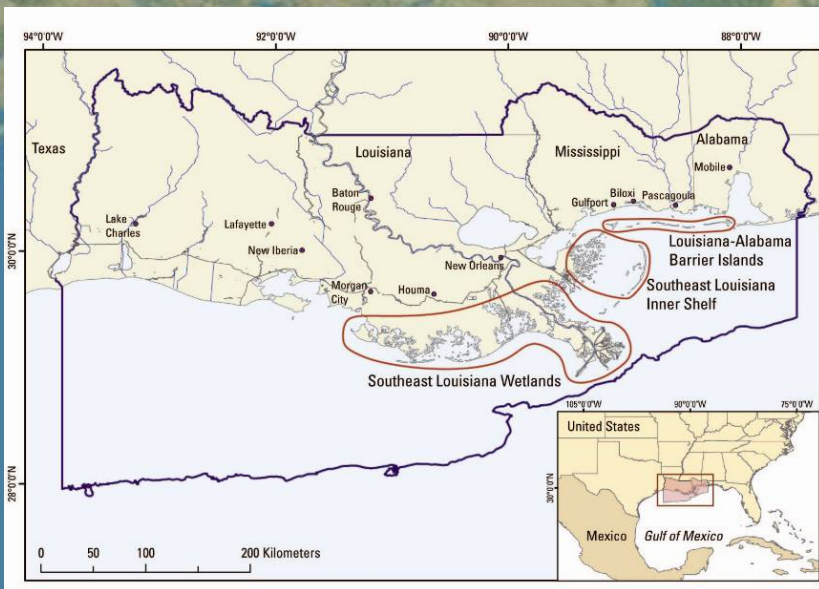 94°0'0"W 92°0'0"W 90°0'0"W 88°0'0"W
Texas
Louisiana
Mississippi
Alabama
Mobile
Biloxi
Gulfport
Pascagoula
Baton
Rouge
Lake
Charles
Lafayette
New Iberia
30°0'0"N
New Orleans
Louisiana-Alabama
Barrier Islands
Southeast Louisiana
Inner Shelf
Morgan
City
Houma
Southeast Louisiana Wetlands
28°0'0"N
0 50 100 200 Kilometers
105°0'0"W 90°0'0"W 75°0'0"W
United States
30°0'0"N
Mexico
Gulf of Mexico